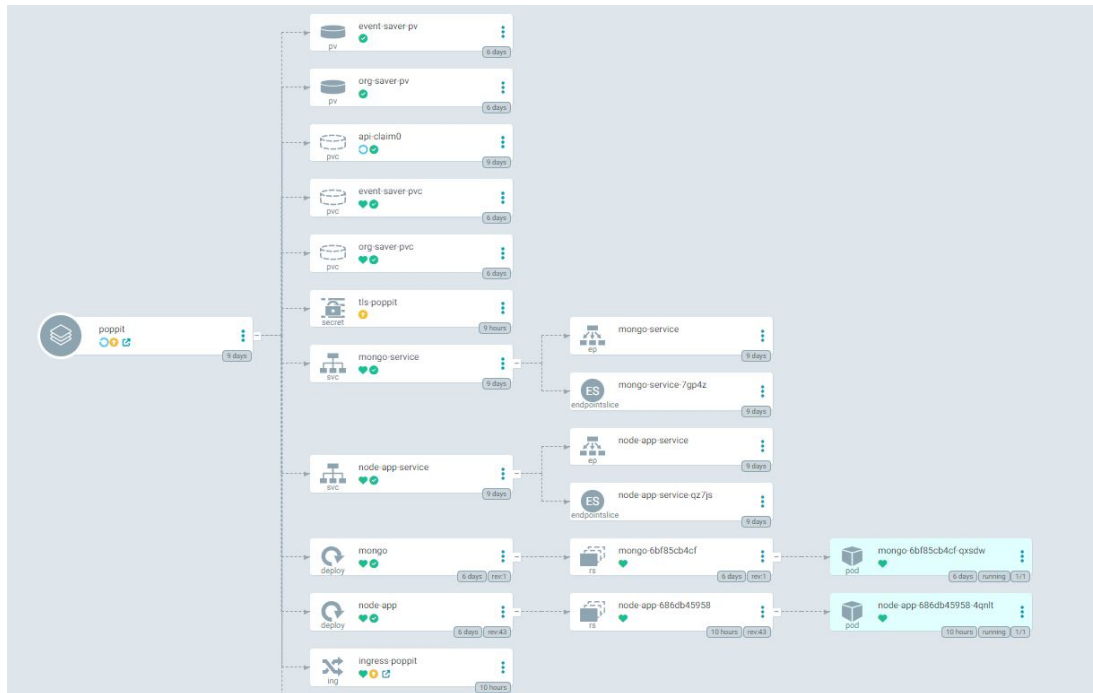 event-saver-pv
pv
6 days
org-saver-pv
pv
6 days
api-claim0
pvc
9 days
event-saver-pvc
pvc
6 days
org-saver-pvc
pvc
6 days
tls-poppit
secret
9 hours
poppit
9 days
mongo-service
svc
9 days
mongo-service
ep
9 days
ES
mongo-service-7gp4z
endpointslice
9 days
node-app-service
svc
9 days
node-app-service
ep
9 days
ES
node-app-service-qz7js
endpointslice
9 days
mongo
deploy
6 days rev:1
mongo-6bf85cb4cf
rs
6 days rev:1
mongo-6bf85cb4cf-qxsdw
pod
6 days running 1/1
node-app
deploy
6 days rev:43
node-app-686db45958
rs
10 hours rev:43
node-app-686db45958-4qnlt
pod
10 hours running 1/1
ingress-poppit
ing
10 hours